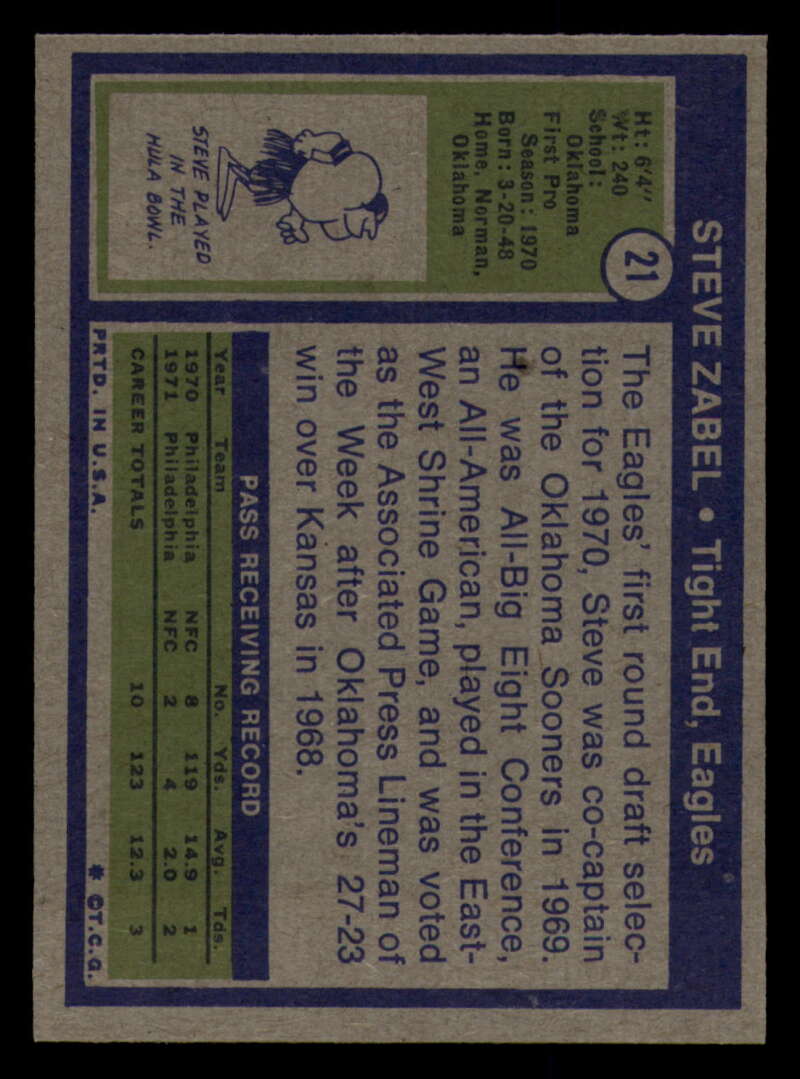 STEVE ZABEL • Tight End, Eagles
21
Ht: 6'4"
Wt: 240
School:
Oklahoma
First Pro
Season: 1970
Born: 3-20-48
Home, Norman,
Oklahoma
STEVE PLAYED
IN THE
HULA BOWL.
The Eagles' first round draft selec-
tion for 1970, Steve was co-captain
of the Oklahoma Sooners in 1969.
He was All-Big Eight Conference,
an All-American, played in the East-
West Shrine Game, and was voted
as the Associated Press Lineman of
the Week after Oklahoma's 27-23
win over Kansas in 1968.
PASS RECEIVING RECORD
Year Team No. Yds. Avg. Tds.
1970 Philadelphia NFC 8 119 14.9 1
1971 Philadelphia NFC 2 4 2.0 2
CAREER TOTALS 10 123 12.3 3
PRTD. IN U.S.A. * ©T.C.G.